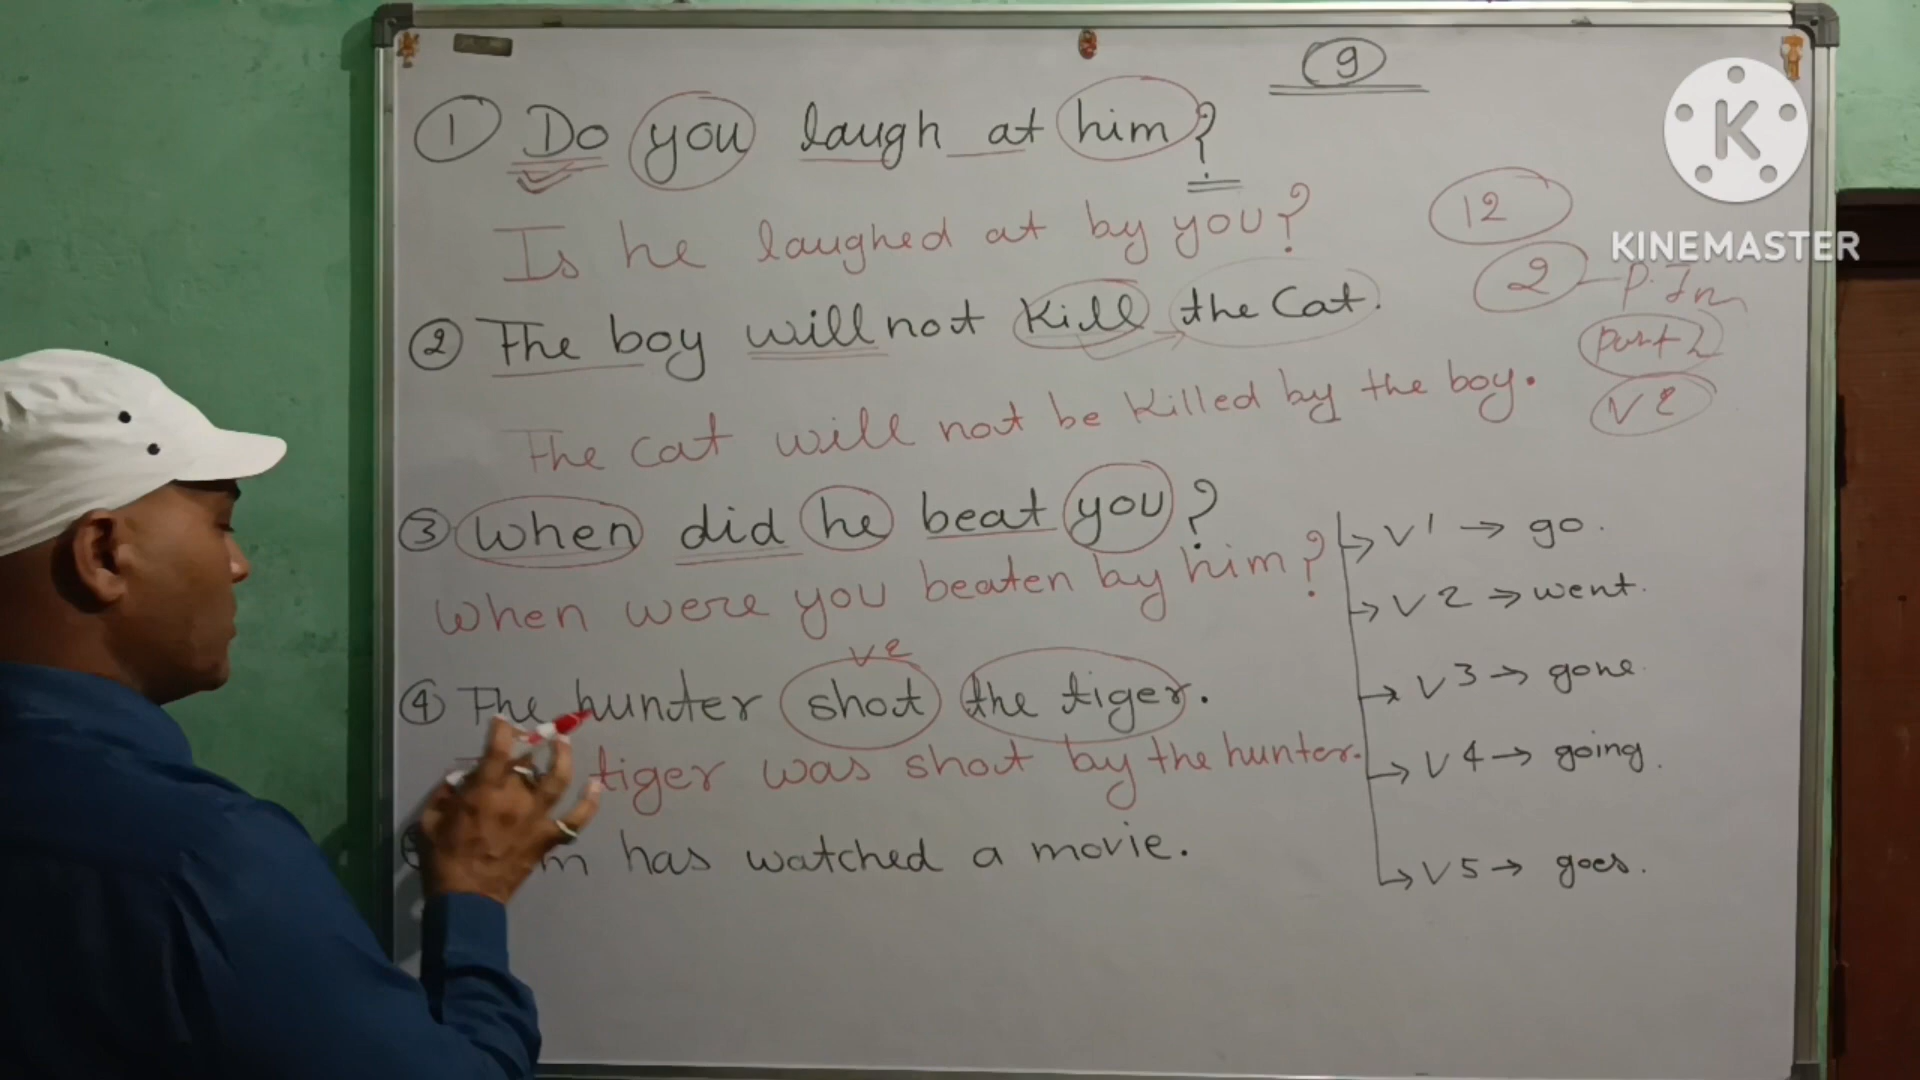 9
① Do you laugh at him?
Is he laughed at by you?
12
2 - P. In
② The boy will not Kill the Cat.
Part 2
V2
The cat will not be killed by the boy.
③ When did he beat you?
When were you beaten by him?
V2
④ The hunter shot the tiger.
tiger was shot by the hunter.
has watched a movie.
V1 → go.
V2 → went.
V3 → gone.
V4 → going.
V5 → goes.
K
KINEMASTER